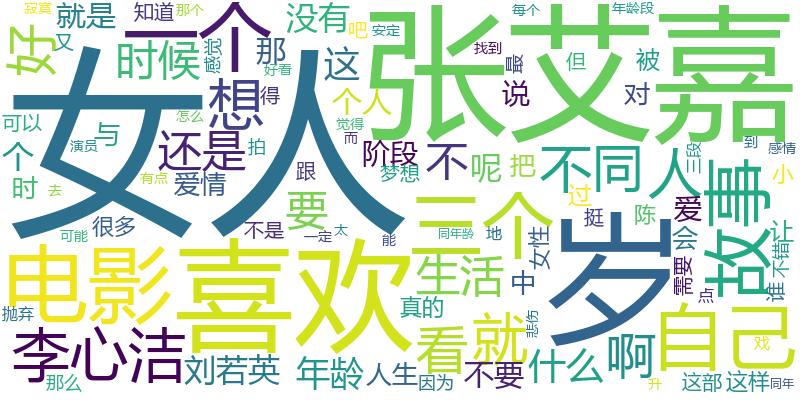 寂寞
知道
那个
就是
又
一个
没有
吧
安定
每个
年龄段
好
时候
感觉
那
好看
这
找到
最
但
被
张艾嘉
想
得
个人
说
对
可以
与
个
演员
怎么
还是
拍
觉得
而
阶段
不
呢
把
不同
人
三段
到
感情
时
去
有点
爱情
跟
梦想
小
女人
很多
要
三个
过
挺
陈
爱
故事
让
不错
不是
一定
太
能
同年龄
地
女性
岁
会
谁
可能
电影
喜欢
生活
中
需要
点
抛弃
真的
悲伤
李心洁
看
就
啊
自己
戏
那么
刘若英
年龄
人生
因为
不要
什么
升
这部
这样
同年